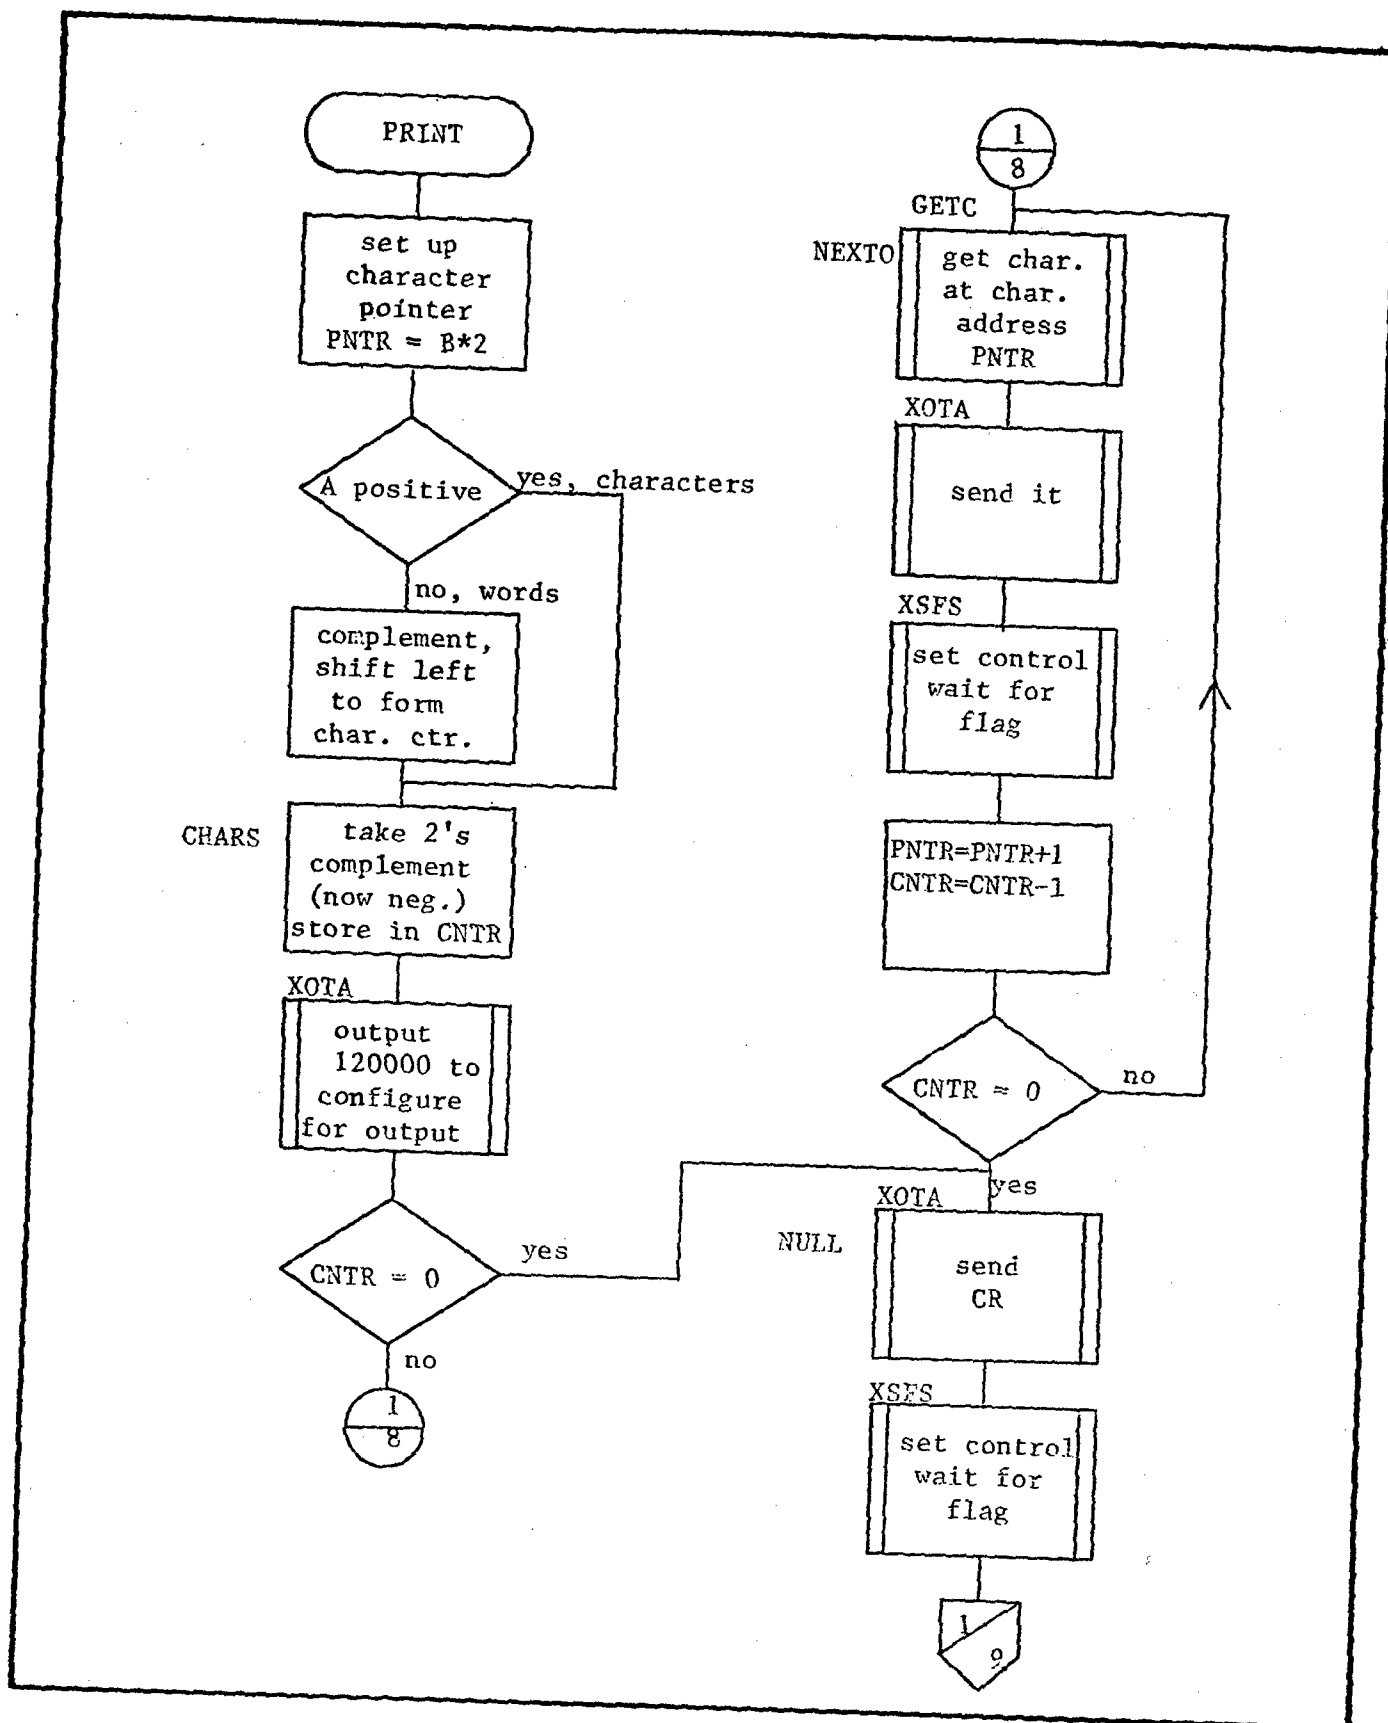 PRINT
set up
character
pointer
PNTR = B*2
A positive
yes, characters
no, words
complement,
shift left
to form
char. ctr.
CHARS
take 2's
complement
(now neg.)
store in CNTR
XOTA
output
120000 to
configure
for output
CNTR = 0
yes
no
1
8
1
8
GETC
NEXTO
get char.
at char.
address
PNTR
XOTA
send it
XSFS
set control
wait for
flag
PNTR=PNTR+1
CNTR=CNTR-1
CNTR = 0
no
yes
XOTA
NULL
send
CR
XSFS
set control
wait for
flag
1
9